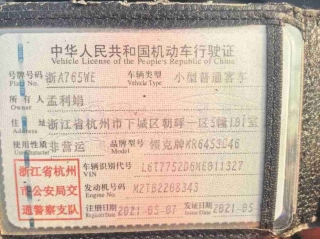 中华人民共和国机动车行驶证
Vehicle License of the People's Republic of China
号牌号码 浙A765WE 车辆类型 小型普通客车
Plate No. Vehicle Type
所有人 孟利娟
Owner
住址 浙江省杭州市下城区朝晖一区5幢1
Address
使用性质 非营运 品牌型号 领克牌MR6453D46
Use Character Model
浙江省杭州
市公安局交
通警察支队
车辆识别代号
VIN
发动机号码
Engine No.
注册日期 2021-05-07 发证日期 2021-05
Register Date Issue Date